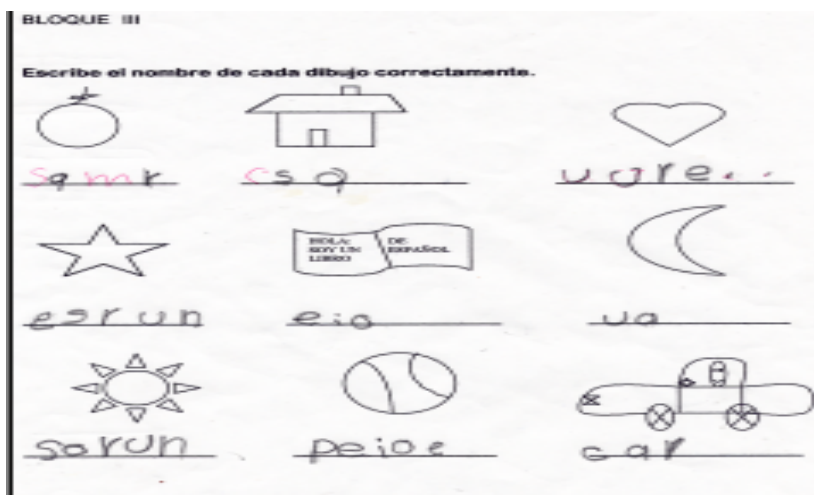 BLOQUE III
Escribe el nombre de cada dibujo correctamente.
sqmr csq uure..
HOLA: DE
SOY UN ESPAÑOL
LIBRO
esrun eio ua
sorun peioe car